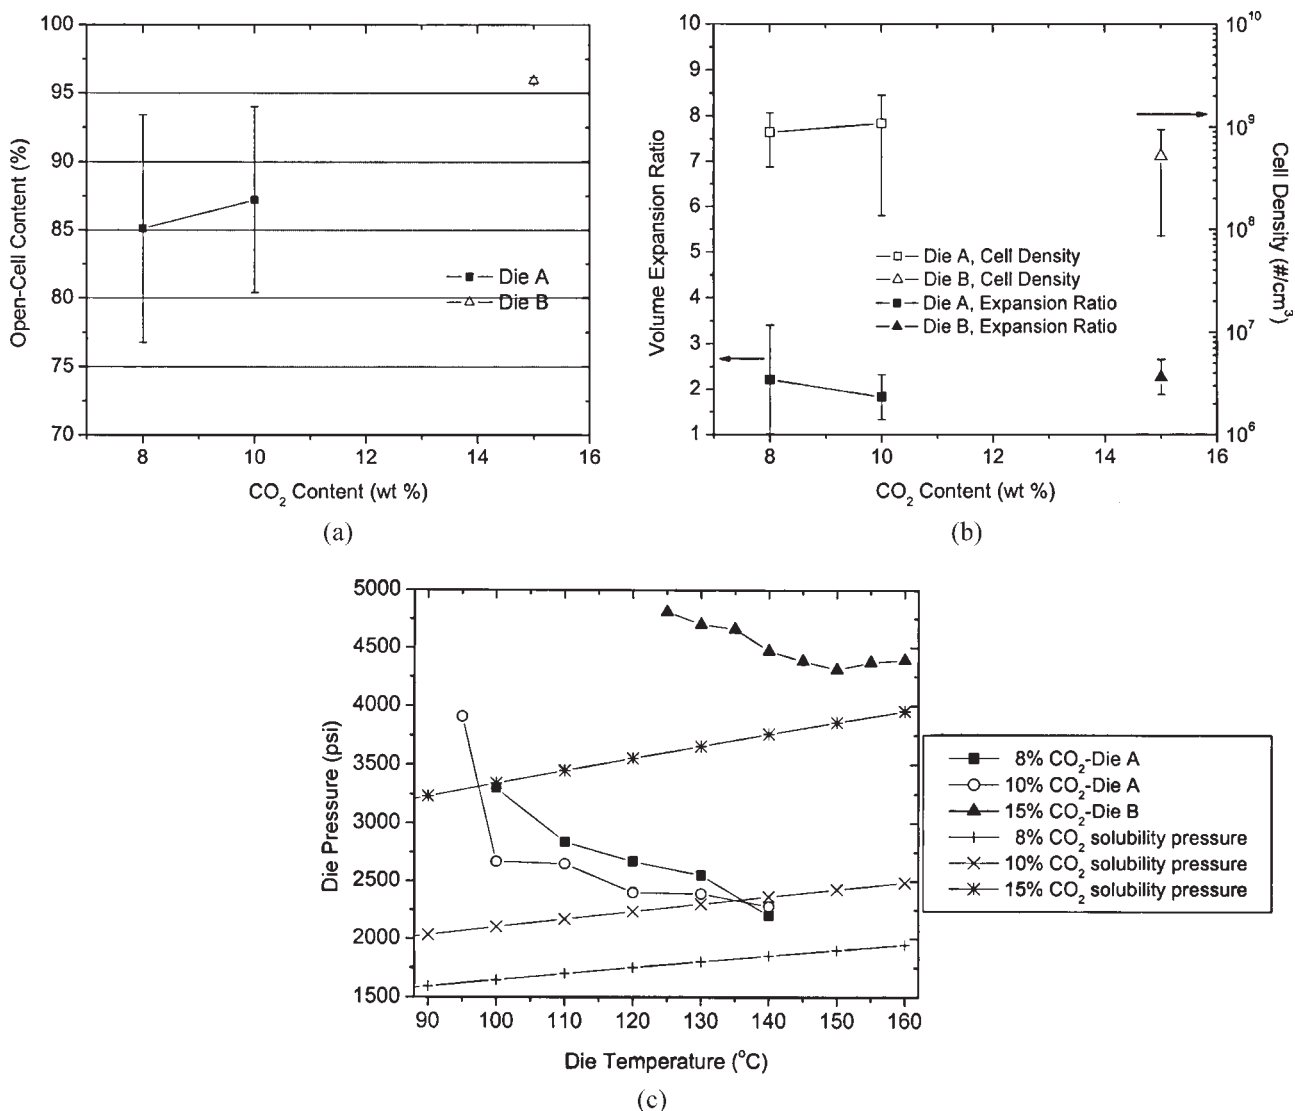 100
95
90
85
80
75
70
Open-Cell Content (%)
Die A
Die B
8
10
12
14
16
CO2 Content (wt %)
(a)
10
9
8
7
6
5
4
3
2
1
Volume Expansion Ratio
10^10
10^9
10^8
10^7
10^6
Cell Density (#/cm^3)
Die A, Cell Density
Die B, Cell Density
Die A, Expansion Ratio
Die B, Expansion Ratio
8
10
12
14
16
CO2 Content (wt %)
(b)
5000
4500
4000
3500
3000
2500
2000
1500
Die Pressure (psi)
8% CO2-Die A
10% CO2-Die A
15% CO2-Die B
8% CO2 solubility pressure
10% CO2 solubility pressure
15% CO2 solubility pressure
90
100
110
120
130
140
150
160
Die Temperature (°C)
(c)